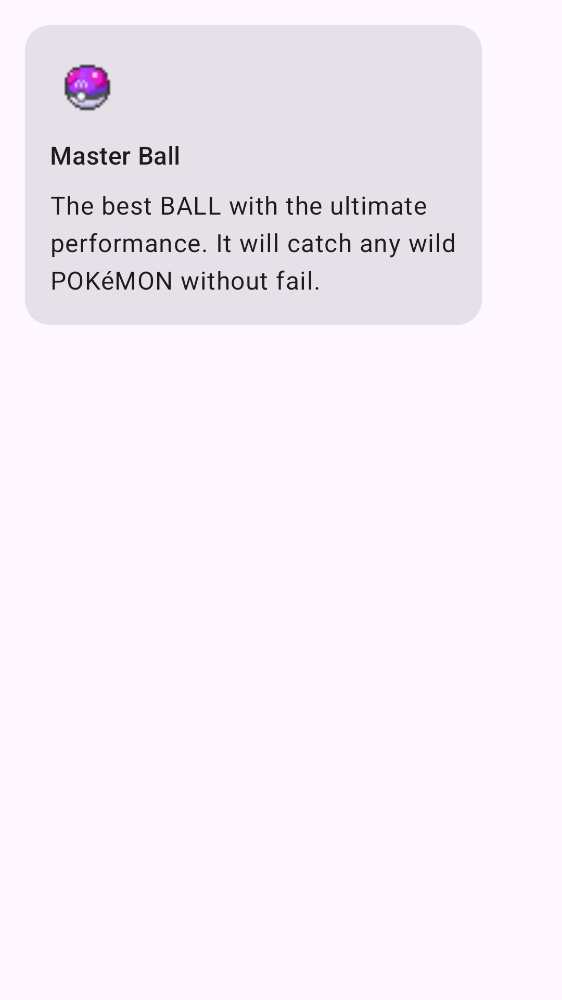 Master Ball
The best BALL with the ultimate
performance. It will catch any wild
POKéMON without fail.